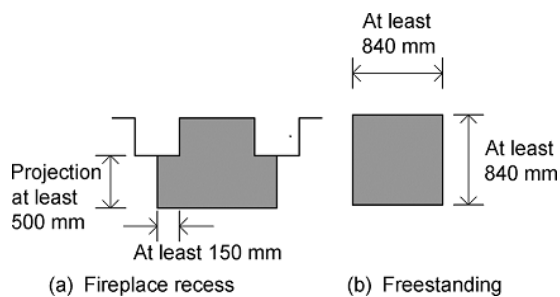 At least
840 mm
Projection
at least
500 mm
At least
840 mm
At least 150 mm
(a) Fireplace recess
(b) Freestanding